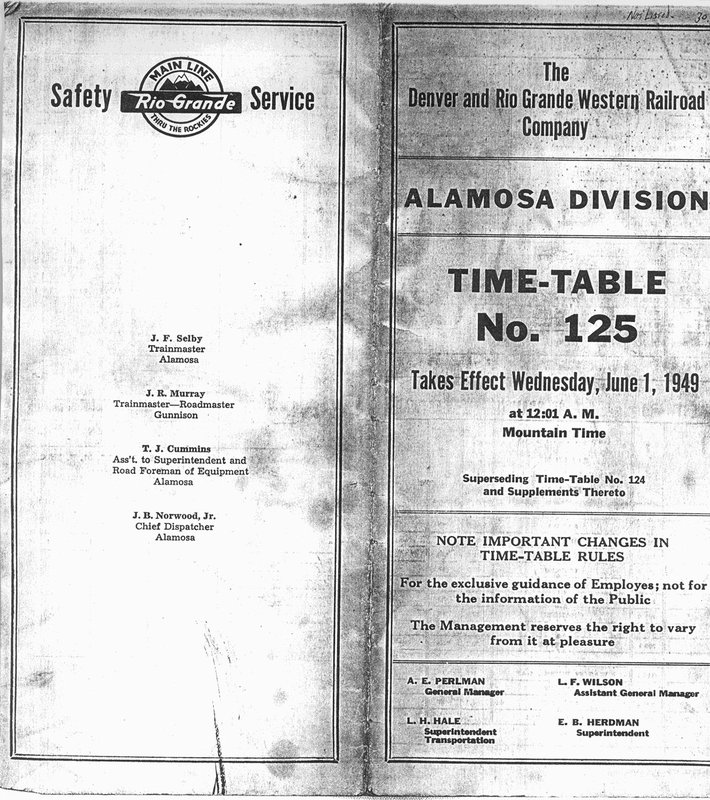 Safety
MAIN LINE
Rio Grande
THRU THE ROCKIES
Service
J. F. Selby
Trainmaster
Alamosa
J. R. Murray
Trainmaster—Roadmaster
Gunnison
T. J. Cummins
Ass't. to Superintendent and
Road Foreman of Equipment
Alamosa
J. B. Norwood, Jr.
Chief Dispatcher
Alamosa
Not Listed. 30
The
Denver and Rio Grande Western Railroad
Company
ALAMOSA DIVISION
TIME-TABLE
No. 125
Takes Effect Wednesday, June 1, 1949
at 12:01 A. M.
Mountain Time
Superseding Time-Table No. 124
and Supplements Thereto
NOTE IMPORTANT CHANGES IN
TIME-TABLE RULES
For the exclusive guidance of Employes; not for
the information of the Public
The Management reserves the right to vary
from it at pleasure
A. E. PERLMAN
General Manager
L. F. WILSON
Assistant General Manager
L. H. HALE
Superintendent
Transportation
E. B. HERDMAN
Superintendent